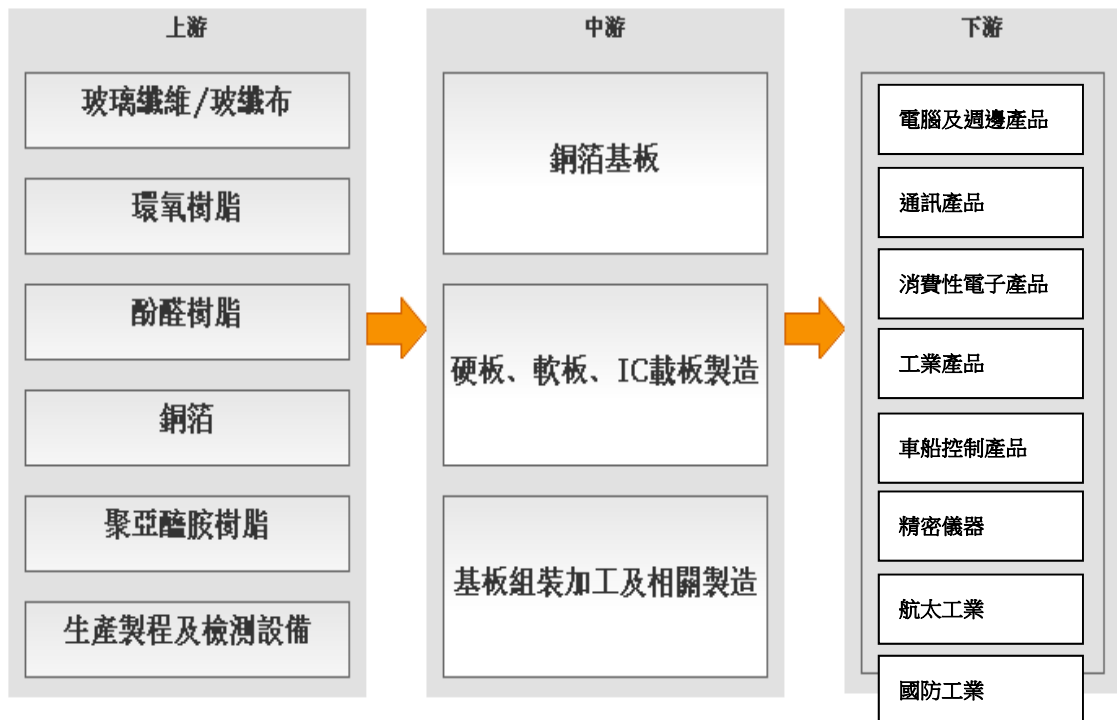 上游
玻璃纖維/玻纖布
環氧樹脂
酚醛樹脂
銅箔
聚亞醯胺樹脂
生產製程及檢測設備
中游
銅箔基板
硬板、軟板、IC載板製造
基板組裝加工及相關製造
下游
電腦及週邊產品
通訊產品
消費性電子產品
工業產品
車船控制產品
精密儀器
航太工業
國防工業